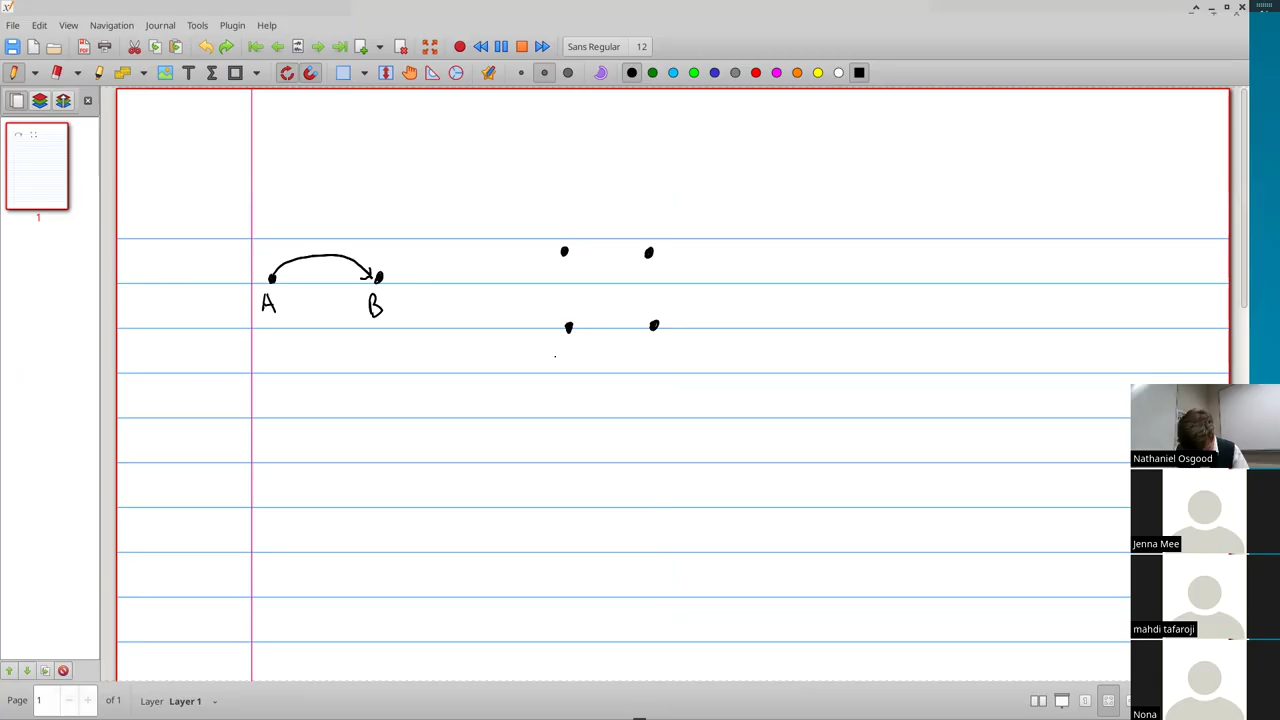 File Edit View Navigation Journal Tools Plugin Help
Sans Regular 12
A B
1
Nathaniel Osgood
Jenna Mee
mahdi tafaroji
Nona
Page 1 of 1 Layer Layer 1